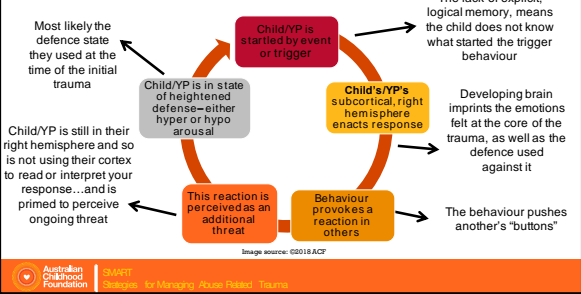 The lack of explicit,
logical memory, means
the child does not know
what started the trigger
behaviour
Most likely the
defence state
they used at the
time of the initial
trauma
Child/YP is
startled by event
or trigger
Child/YP is in state
of heightened
defense– either
hyper or hypo
arousal
Child's/YP's
subcortical, right
hemisphere
enacts response
Developing brain
imprints the emotions
felt at the core of the
trauma, as well as the
defence used
against it
Child/YP is still in their
right hemisphere and so
is not using their cortex
to read or interpret your
response…and is
primed to perceive
ongoing threat
This reaction is
perceived as an
additional
threat
Behaviour
provokes a
reaction in
others
The behaviour pushes
another's “buttons”
Image source: ©2018 ACF
Australian
Childhood
Foundation
SMART
Strategies for Managing Abuse Related Trauma